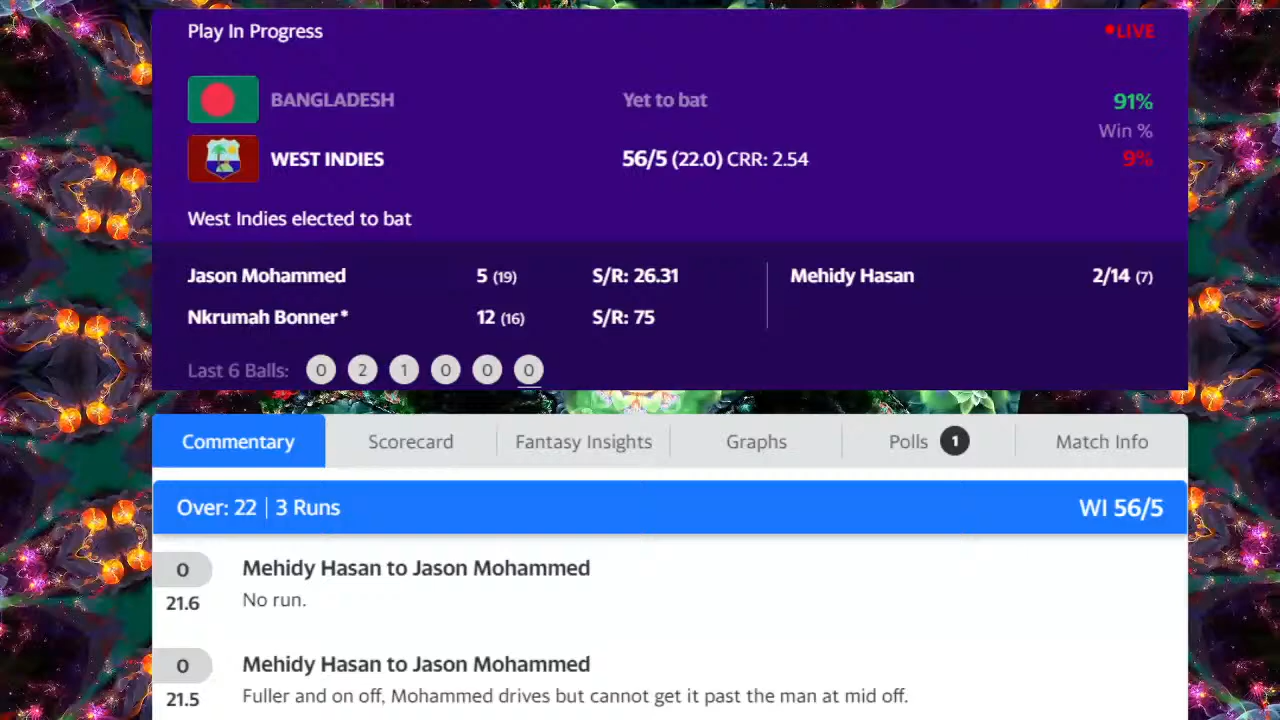 Play In Progress
LIVE
BANGLADESH Yet to bat 91%
Win %
WEST INDIES 56/5 (22.0) CRR: 2.54 9%
West Indies elected to bat
Jason Mohammed 5 (19) S/R: 26.31 Mehidy Hasan 2/14 (7)
Nkrumah Bonner* 12 (16) S/R: 75
Last 6 Balls: 0 2 1 0 0 0
Commentary Scorecard Fantasy Insights Graphs Polls 1 Match Info
Over: 22 | 3 Runs WI 56/5
0 Mehidy Hasan to Jason Mohammed
21.6 No run.
0 Mehidy Hasan to Jason Mohammed
21.5 Fuller and on off, Mohammed drives but cannot get it past the man at mid off.